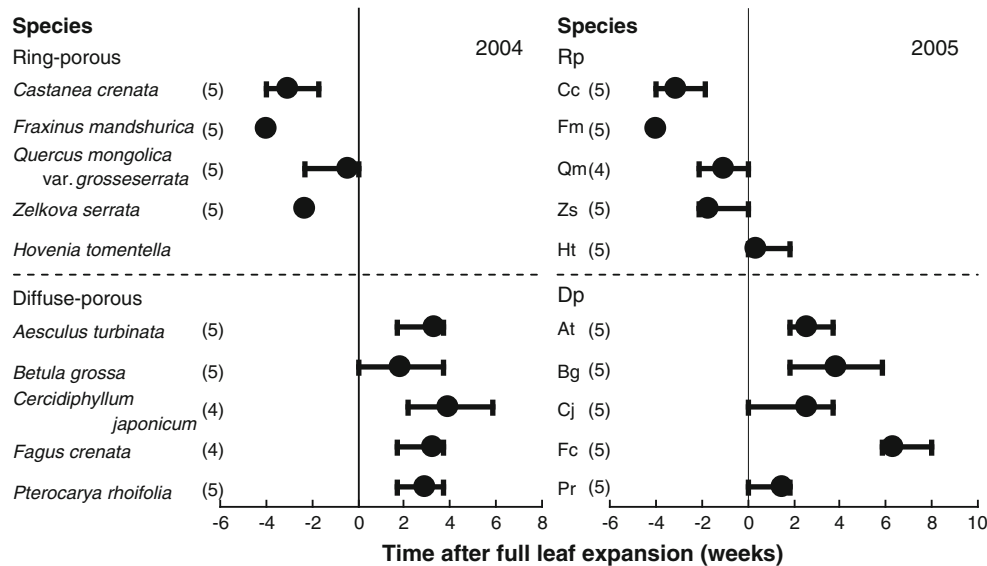 Species
2004
Ring-porous
Castanea crenata (5)
Fraxinus mandshurica (5)
Quercus mongolica
var. grosseserrata (5)
Zelkova serrata (5)
Hovenia tomentella
Diffuse-porous
Aesculus turbinata (5)
Betula grossa (5)
Cercidiphyllum
japonicum (4)
Fagus crenata (4)
Pterocarya rhoifolia (5)
-6 -4 -2 0 2 4 6 8
Species
2005
Rp
Cc (5)
Fm (5)
Qm (4)
Zs (5)
Ht (5)
Dp
At (5)
Bg (5)
Cj (5)
Fc (5)
Pr (5)
-6 -4 -2 0 2 4 6 8 10
Time after full leaf expansion (weeks)